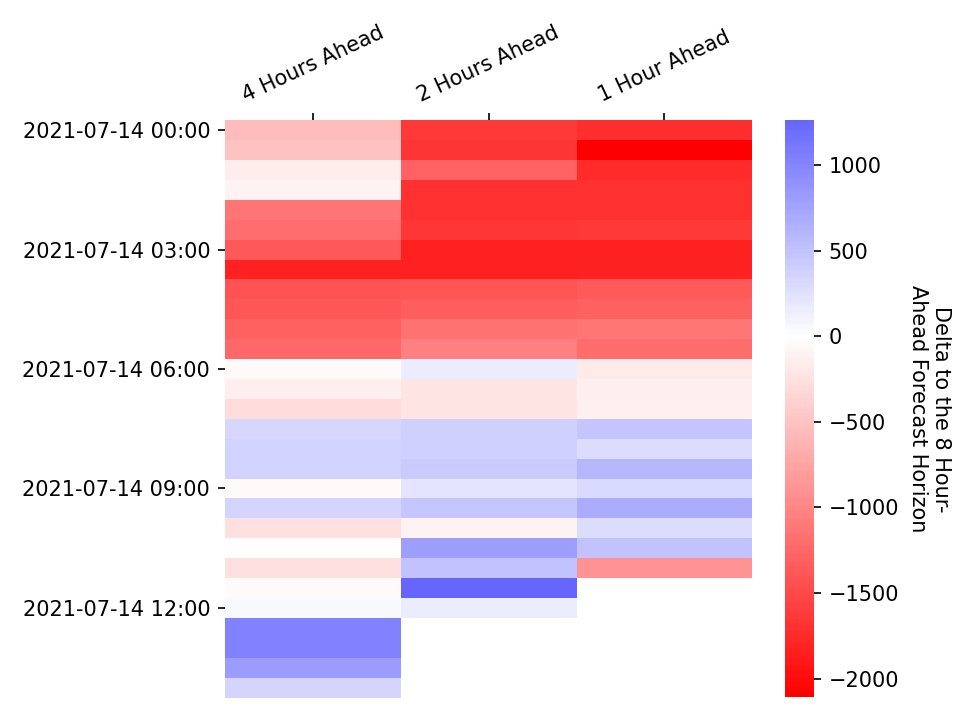 4 Hours Ahead
2 Hours Ahead
1 Hour Ahead
2021-07-14 00:00
2021-07-14 03:00
2021-07-14 06:00
2021-07-14 09:00
2021-07-14 12:00
1000
500
0
−500
−1000
−1500
−2000
Delta to the 8 Hour-
Ahead Forecast Horizon